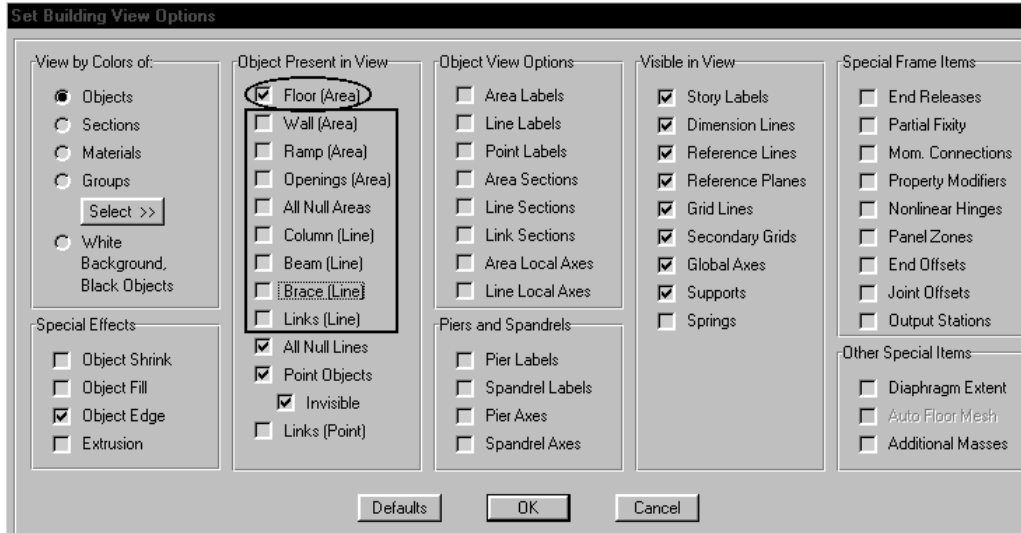 Set Building View Options
View by Colors of:
Objects
Sections
Materials
Groups
Select >>
White
Background,
Black Objects
Special Effects
Object Shrink
Object Fill
Object Edge
Extrusion
Object Present in View
Floor (Area)
Wall (Area)
Ramp (Area)
Openings (Area)
All Null Areas
Column (Line)
Beam (Line)
Brace (Line)
Links (Line)
All Null Lines
Point Objects
Invisible
Links (Point)
Object View Options
Area Labels
Line Labels
Point Labels
Area Sections
Line Sections
Link Sections
Area Local Axes
Line Local Axes
Piers and Spandrels
Pier Labels
Spandrel Labels
Pier Axes
Spandrel Axes
Visible in View
Story Labels
Dimension Lines
Reference Lines
Reference Planes
Grid Lines
Secondary Grids
Global Axes
Supports
Springs
Special Frame Items
End Releases
Partial Fixity
Mom. Connections
Property Modifiers
Nonlinear Hinges
Panel Zones
End Offsets
Joint Offsets
Output Stations
Other Special Items
Diaphragm Extent
Auto Floor Mesh
Additional Masses
Defaults
OK
Cancel